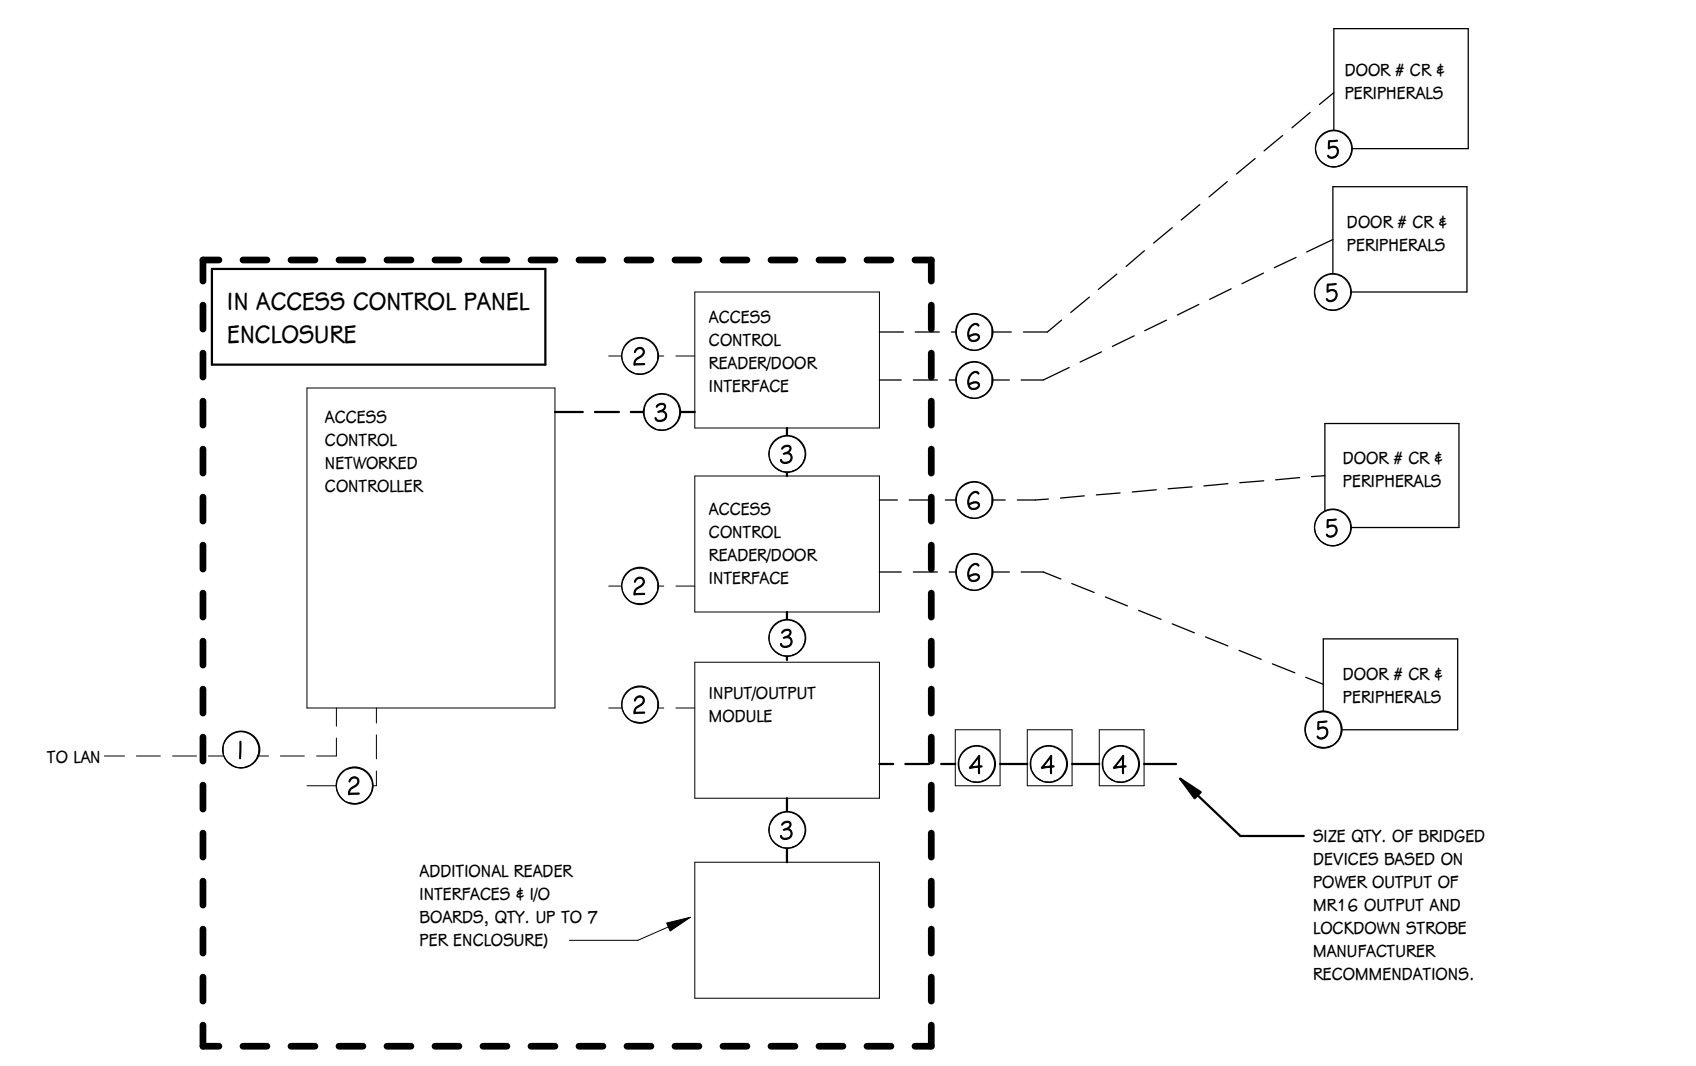 DOOR # CR &
PERIPHERALS
5
DOOR # CR &
PERIPHERALS
5
IN ACCESS CONTROL PANEL
ENCLOSURE
ACCESS
CONTROL
READER/DOOR
INTERFACE
2
3
6
6
ACCESS
CONTROL
NETWORKED
CONTROLLER
3
ACCESS
CONTROL
READER/DOOR
INTERFACE
2
6
6
DOOR # CR &
PERIPHERALS
5
3
INPUT/OUTPUT
MODULE
2
DOOR # CR &
PERIPHERALS
5
TO LAN
1
2
4
4
4
3
SIZE QTY. OF BRIDGED
DEVICES BASED ON
POWER OUTPUT OF
MR16 OUTPUT AND
LOCKDOWN STROBE
MANUFACTURER
RECOMMENDATIONS.
ADDITIONAL READER
INTERFACES & I/O
BOARDS, QTY. UP TO 7
PER ENCLOSURE)